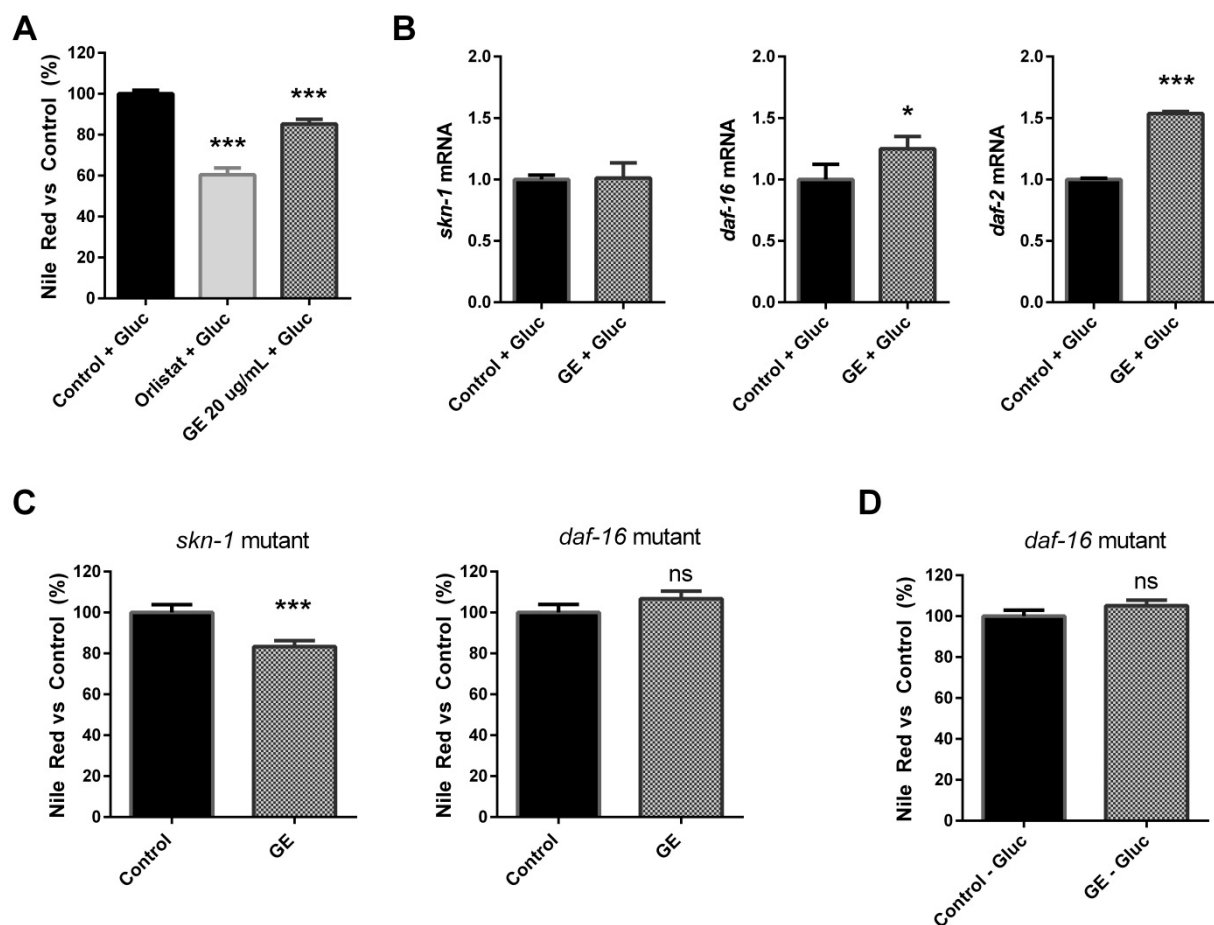 A
Nile Red vs Control (%)
120
100
80
60
40
20
0
***
***
Control + Gluc
Orlistat + Gluc
GE 20 ug/mL + Gluc
B
skn-1 mRNA
2.0
1.5
1.0
0.5
0.0
Control + Gluc
GE + Gluc
daf-16 mRNA
2.0
1.5
1.0
0.5
0.0
*
Control + Gluc
GE + Gluc
daf-2 mRNA
2.0
1.5
1.0
0.5
0.0
***
Control + Gluc
GE + Gluc
C
skn-1 mutant
Nile Red vs Control (%)
120
100
80
60
40
20
0
***
Control
GE
daf-16 mutant
Nile Red vs Control (%)
120
100
80
60
40
20
0
ns
Control
GE
D
daf-16 mutant
Nile Red vs Control (%)
120
100
80
60
40
20
0
ns
Control - Gluc
GE - Gluc